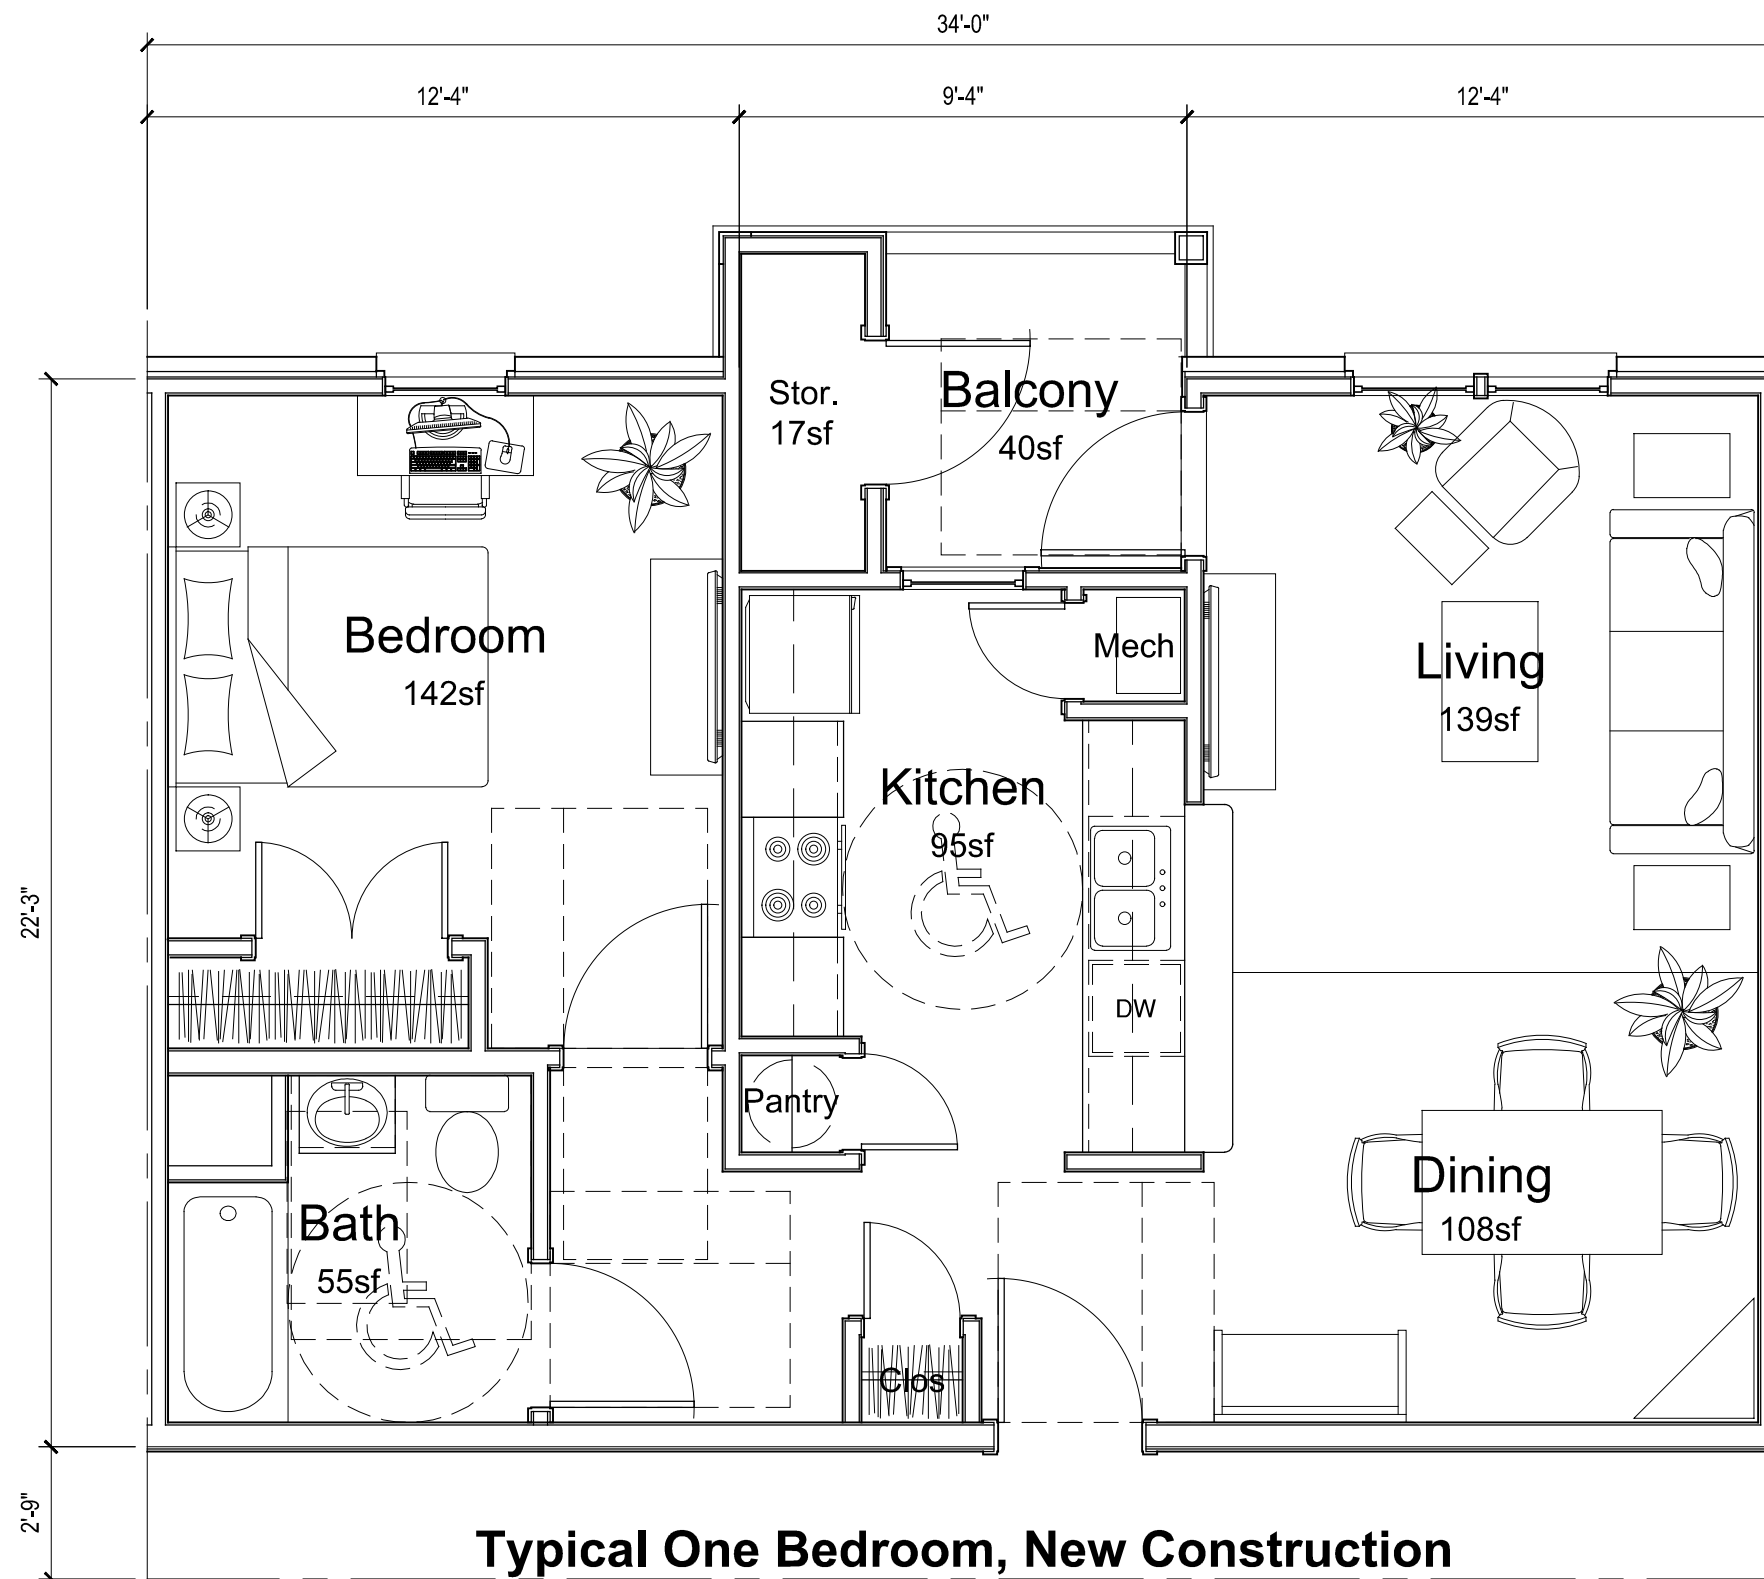 34'-0"
12'-4"
9'-4"
12'-4"
Stor.
17sf
Balcony
40sf
Bedroom
142sf
Mech
Living
139sf
Kitchen
95sf
22'-3"
DW
Pantry
Dining
108sf
Bath
55sf
Clos
2'-9"
Typical One Bedroom, New Construction